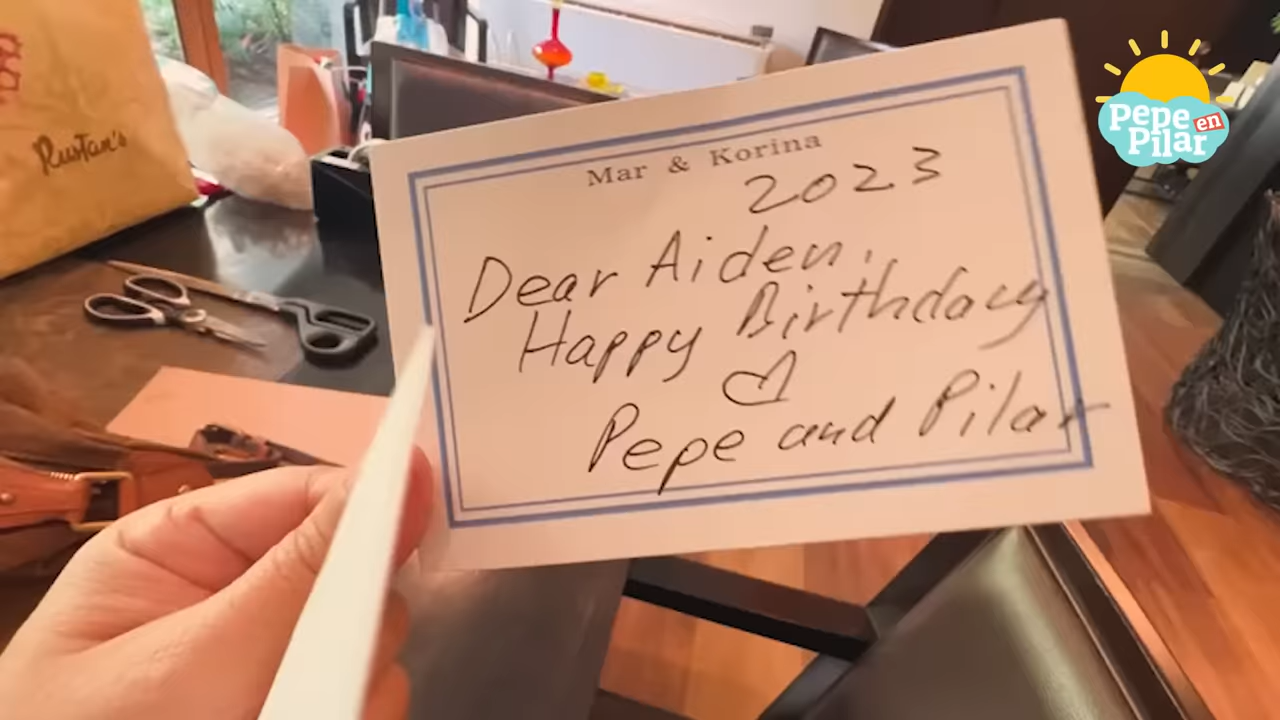 Rustan's
Mar & Korina
2023
Dear Aiden,
Happy Birthday
Pepe and Pilar
Pepe en
Pilar